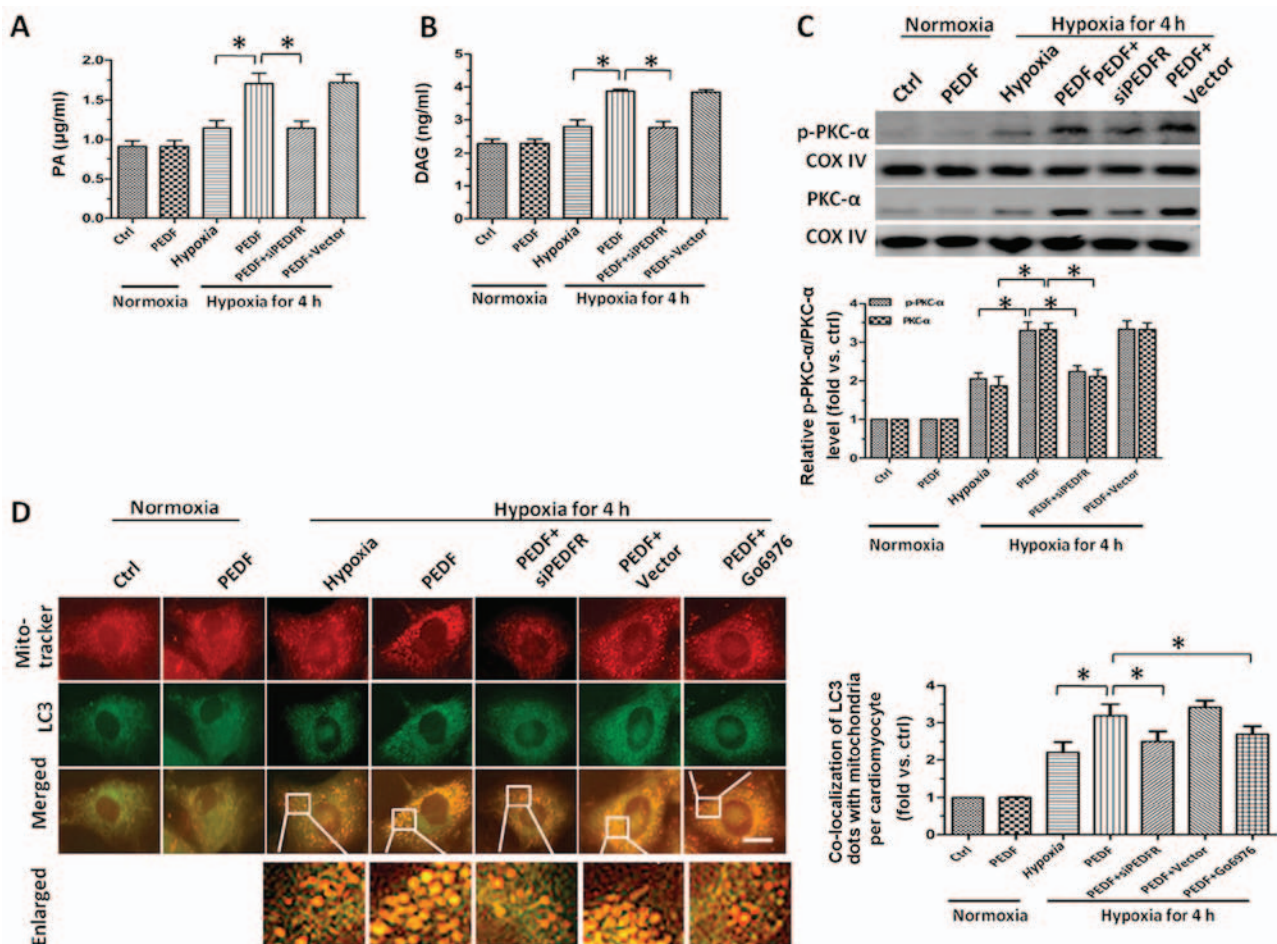 A
PA (µg/ml)
2.0
1.5
1.0
0.5
0.0
*
*
Ctrl
PEDF
Hypoxia
PEDF
PEDF+siPEDFR
PEDF+Vector
Normoxia
Hypoxia for 4 h
B
DAG (ng/ml)
5
4
3
2
1
0
*
*
Ctrl
PEDF
Hypoxia
PEDF
PEDF+siPEDFR
PEDF+Vector
Normoxia
Hypoxia for 4 h
C
Normoxia
Hypoxia for 4 h
Ctrl
PEDF
Hypoxia
PEDF
PEDF+
siPEDFR
PEDF+
Vector
p-PKC-α
COX IV
PKC-α
COX IV
Relative p-PKC-α/PKC-α
level (fold vs. ctrl)
4
3
2
1
0
p-PKC-α
PKC-α
*
*
*
*
Ctrl
PEDF
Hypoxia
PEDF
PEDF+siPEDFR
PEDF+Vector
Normoxia
Hypoxia for 4 h
D
Normoxia
Hypoxia for 4 h
Ctrl
PEDF
Hypoxia
PEDF
PEDF+
siPEDFR
PEDF+
Vector
PEDF+
Go6976
Mito-
tracker
LC3
Merged
Enlarged
Co-localization of LC3
dots with mitochondria
per cardiomyocyte
(fold vs. ctrl)
4
3
2
1
0
*
*
*
Ctrl
PEDF
Hypoxia
PEDF
PEDF+siPEDFR
PEDF+Vector
PEDF+Go6976
Normoxia
Hypoxia for 4 h